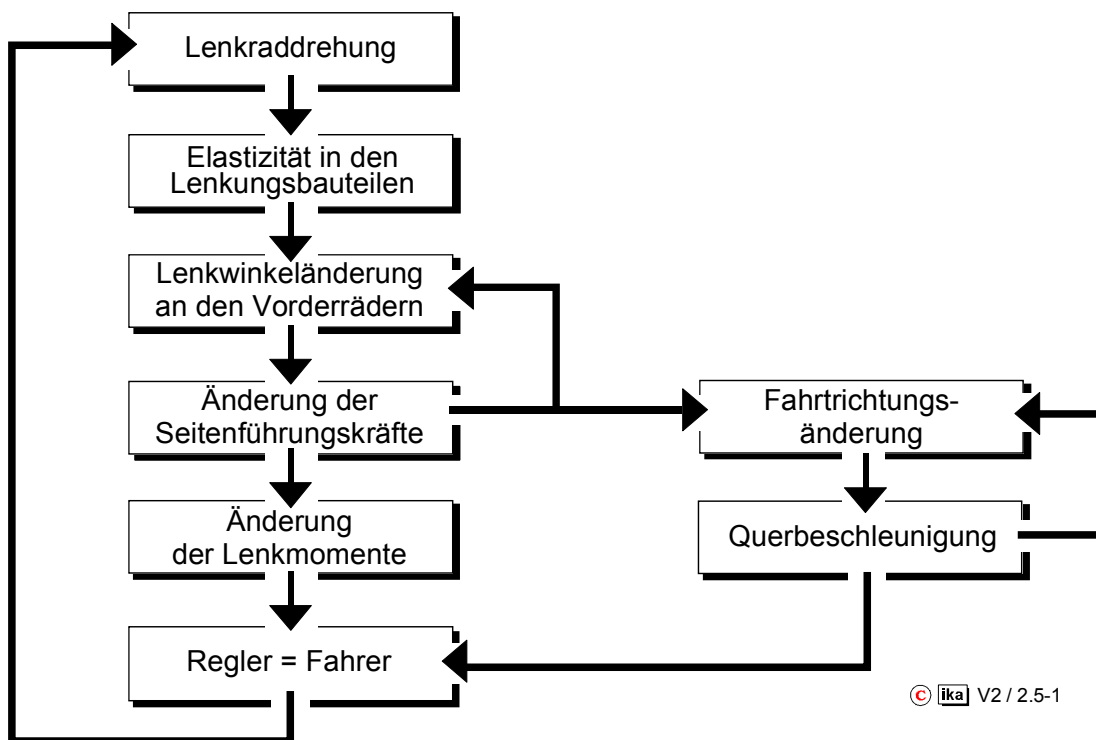 Lenkraddrehung
Elastizität in den
Lenkungsbauteilen
Lenkwinkeländerung
an den Vorderrädern
Änderung der
Seitenführungskräfte
Fahrtrichtungs-
änderung
Änderung
der Lenkmomente
Querbeschleunigung
Regler = Fahrer
© ika V2 / 2.5-1